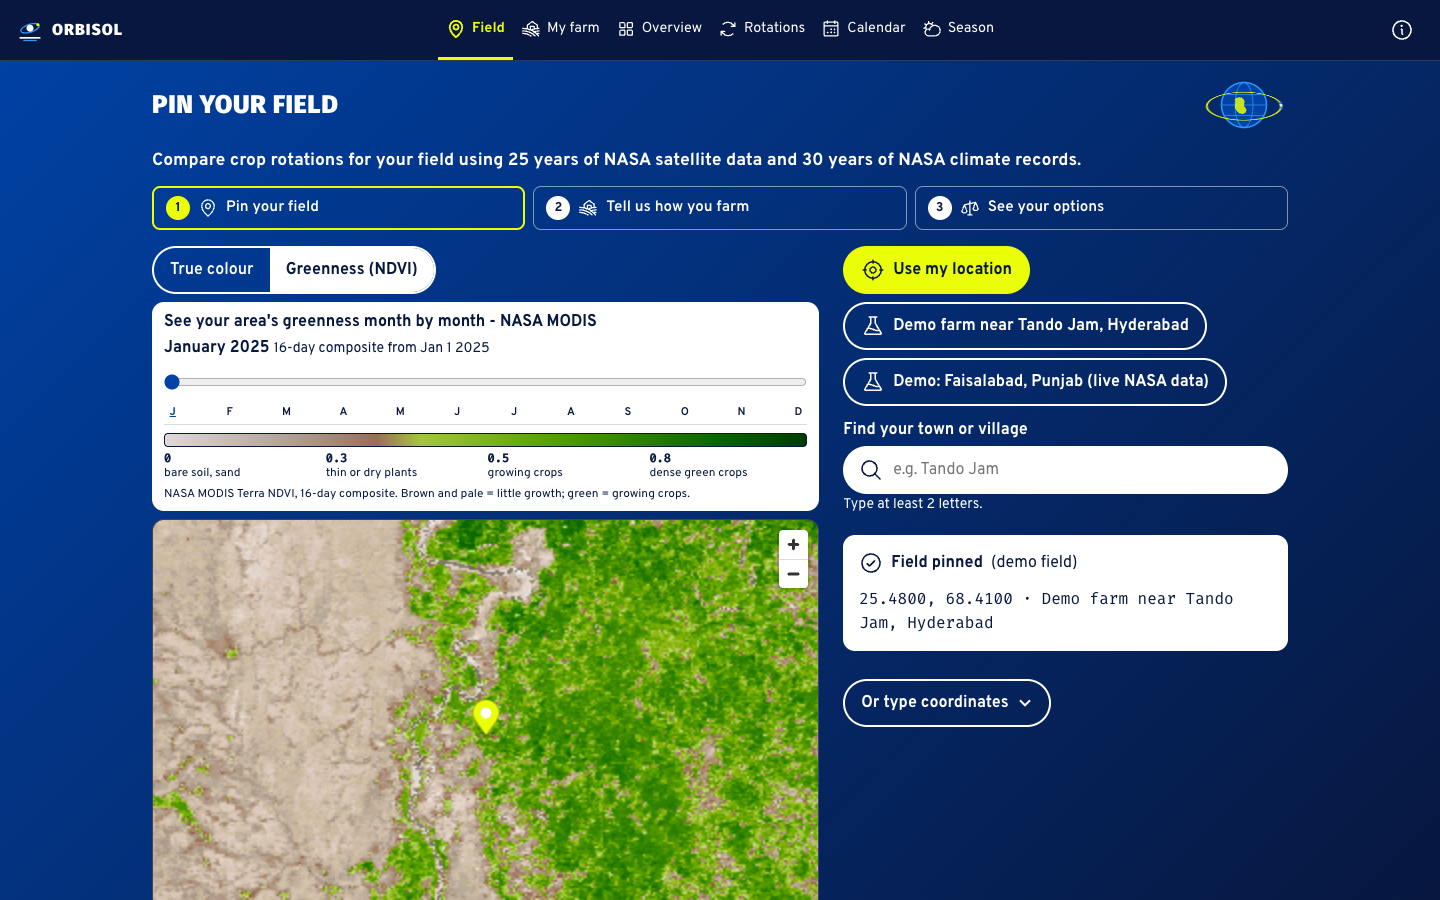 ORBISOL
Field
My farm
Overview
Rotations
Calendar
Season
PIN YOUR FIELD
Compare crop rotations for your field using 25 years of NASA satellite data and 30 years of NASA climate records.
1 Pin your field
2 Tell us how you farm
3 See your options
True colour
Greenness (NDVI)
See your area's greenness month by month - NASA MODIS
January 2025 16-day composite from Jan 1 2025
J F M A M J J A S O N D
0 0.3 0.5 0.8
bare soil, sand thin or dry plants growing crops dense green crops
NASA MODIS Terra NDVI, 16-day composite. Brown and pale = little growth; green = growing crops.
+
−
Use my location
Demo farm near Tando Jam, Hyderabad
Demo: Faisalabad, Punjab (live NASA data)
Find your town or village
e.g. Tando Jam
Type at least 2 letters.
Field pinned (demo field)
25.4800, 68.4100 · Demo farm near Tando
Jam, Hyderabad
Or type coordinates